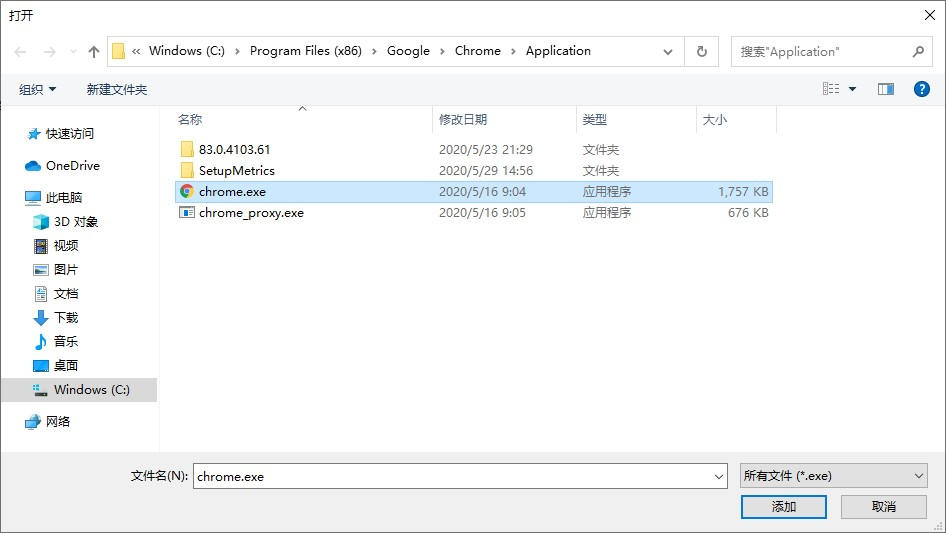 打开
« Windows (C:) › Program Files (x86) › Google › Chrome › Application
搜索"Application"
组织 新建文件夹
名称 修改日期 类型 大小
83.0.4103.61 2020/5/23 21:29 文件夹
SetupMetrics 2020/5/29 14:56 文件夹
chrome.exe 2020/5/16 9:04 应用程序 1,757 KB
chrome_proxy.exe 2020/5/16 9:05 应用程序 676 KB
快速访问
OneDrive
此电脑
3D 对象
视频
图片
文档
下载
音乐
桌面
Windows (C:)
网络
文件名(N): chrome.exe 所有文件 (*.exe)
添加 取消